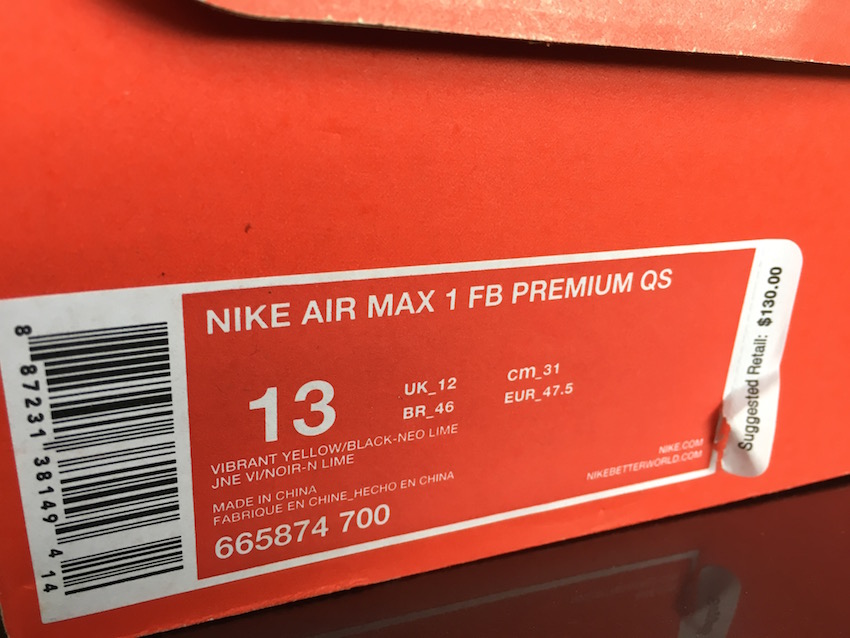 NIKE AIR MAX 1 FB PREMIUM QS
13
UK_12
cm_31
BR_46
EUR_47.5
VIBRANT YELLOW/BLACK-NEO LIME
JNE VI/NOIR-N LIME
MADE IN CHINA
FABRIQUE EN CHINE_HECHO EN CHINA
665874 700
NIKE.COM
NIKEBETTERWORLD.COM
Suggested Retail: $130.00
8 87231 38149 4 14